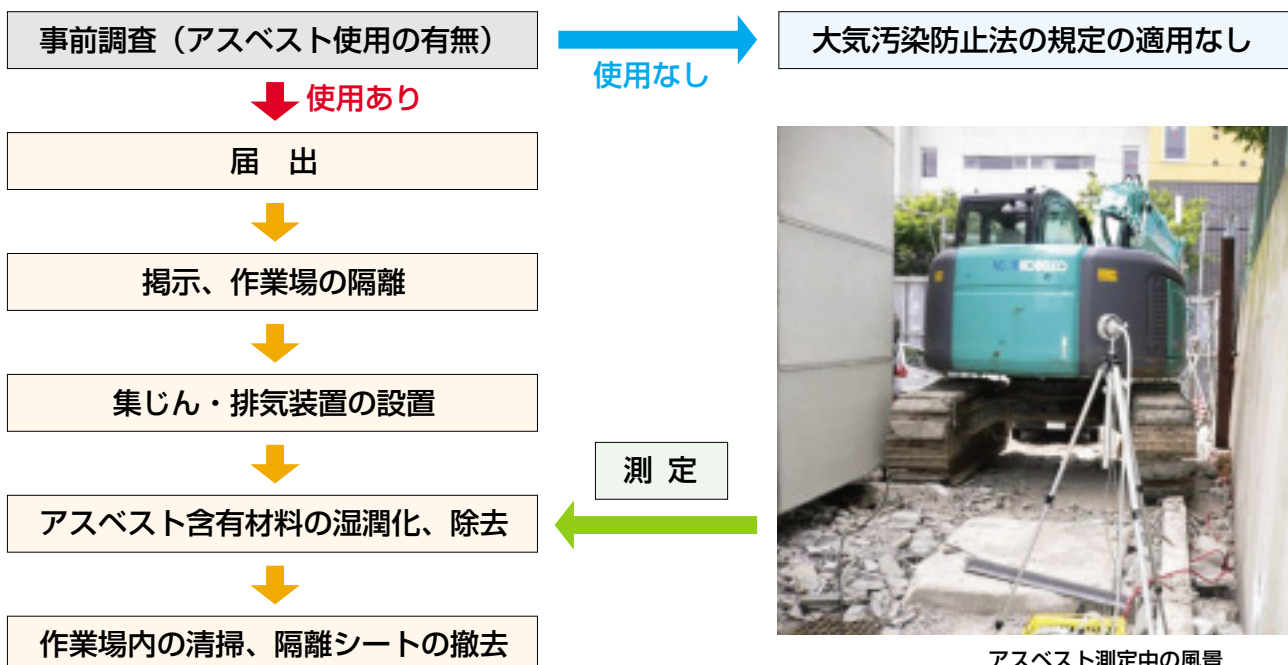 事前調査（アスベスト使用の有無）
使用なし
大気汚染防止法の規定の適用なし
使用あり
届　出
掲示、作業場の隔離
集じん・排気装置の設置
測 定
アスベスト含有材料の湿潤化、除去
作業場内の清掃、隔離シートの撤去
KOBELCO
アスベスト測定中の風景